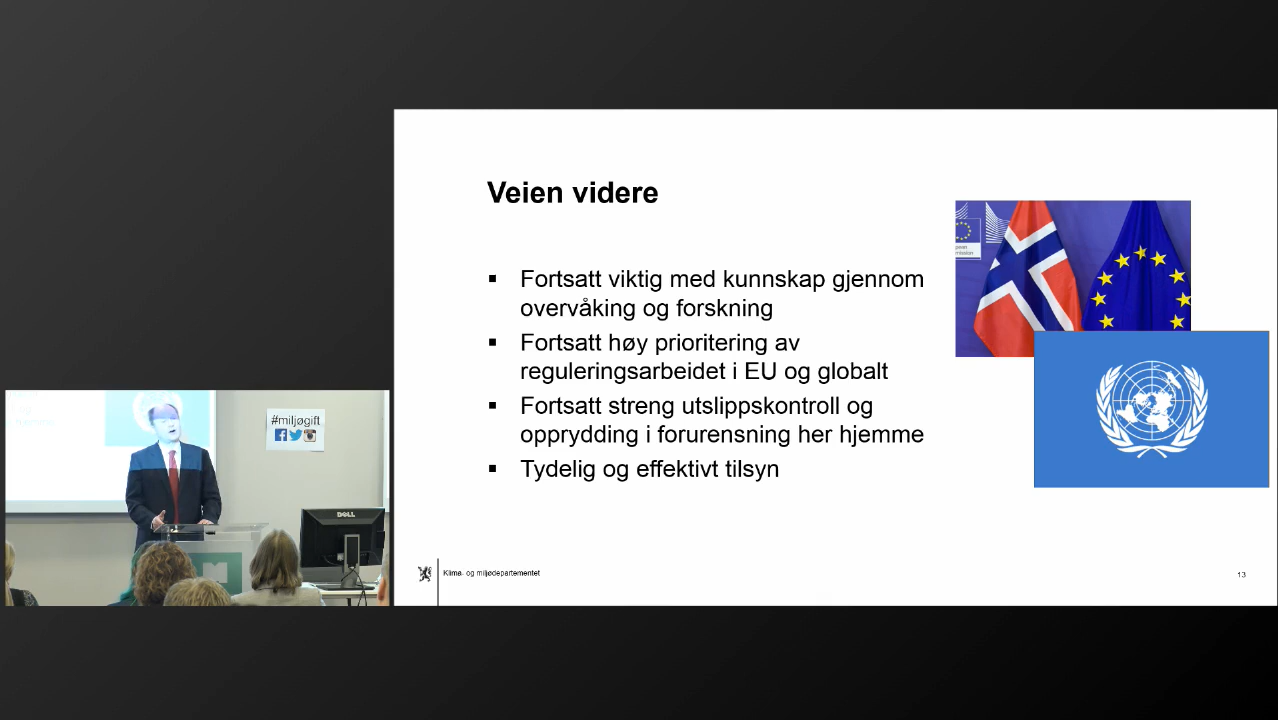 Veien videre
▪ Fortsatt viktig med kunnskap gjennom
overvåking og forskning
▪ Fortsatt høy prioritering av
reguleringsarbeidet i EU og globalt
▪ Fortsatt streng utslippskontroll og
opprydding i forurensning her hjemme
▪ Tydelig og effektivt tilsyn
Klima- og miljødepartementet
13
#miljøgift
DELL